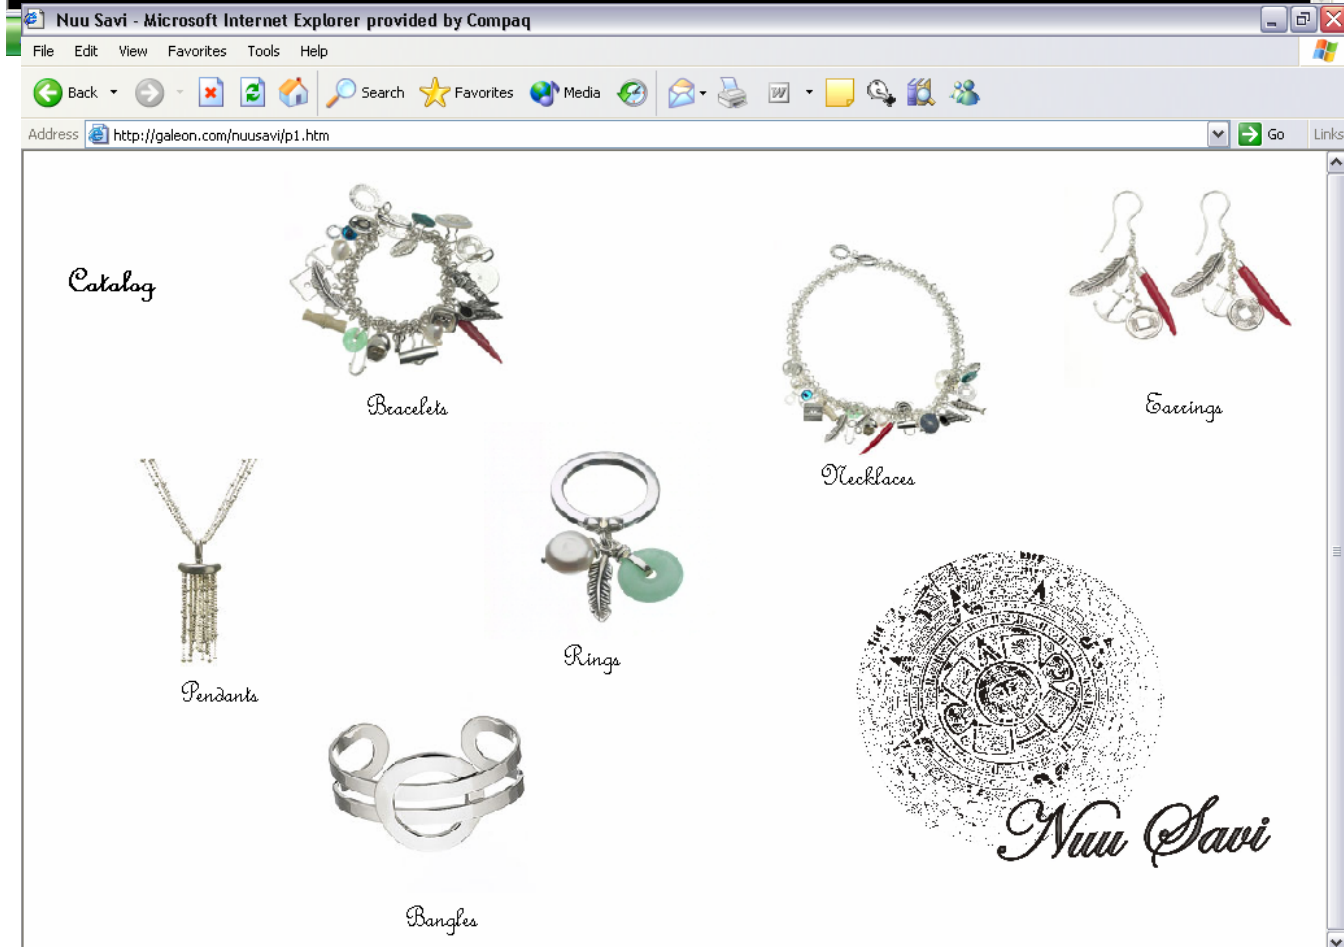 Nuu Savi - Microsoft Internet Explorer provided by Compaq
File Edit View Favorites Tools Help
Back Search Favorites Media W
Address http://galeon.com/nuusavi/p1.htm Go Links
Catalog
Bracelets
Earrings
Necklaces
Rings
Pendants
Nuu Savi
Bangles